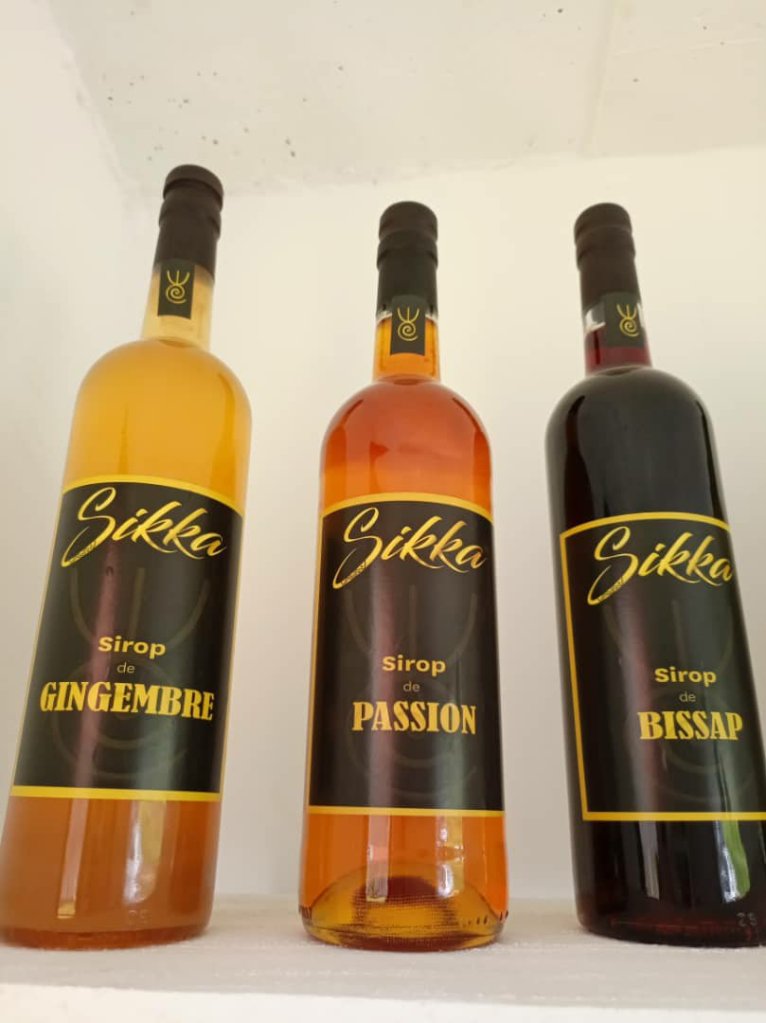 Sikka
Sirop
de
GINGEMBRE
Sikka
Sirop
de
PASSION
Sikka
Sirop
de
BISSAP